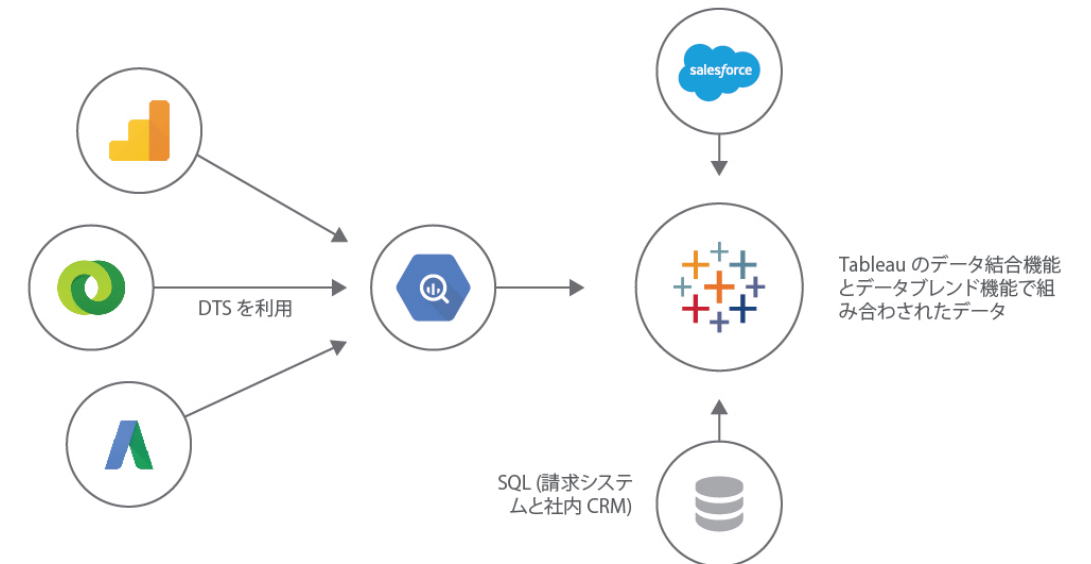 salesforce
DTS を利用
Tableau のデータ結合機能
とデータブレンド機能で組
み合わされたデータ
SQL (請求システ
ムと社内 CRM)